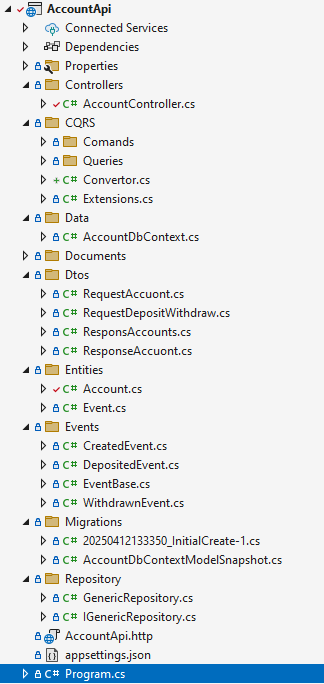 AccountApi
Connected Services
Dependencies
Properties
Controllers
C# AccountController.cs
CQRS
Comands
Queries
C# Convertor.cs
C# Extensions.cs
Data
C# AccountDbContext.cs
Documents
Dtos
C# RequestAccuont.cs
C# RequestDepositWithdraw.cs
C# ResponsAccounts.cs
C# ResponseAccuont.cs
Entities
C# Account.cs
C# Event.cs
Events
C# CreatedEvent.cs
C# DepositedEvent.cs
C# EventBase.cs
C# WithdrawnEvent.cs
Migrations
C# 20250412133350_InitialCreate-1.cs
C# AccountDbContextModelSnapshot.cs
Repository
C# GenericRepository.cs
C# IGenericRepository.cs
AccountApi.http
appsettings.json
C# Program.cs